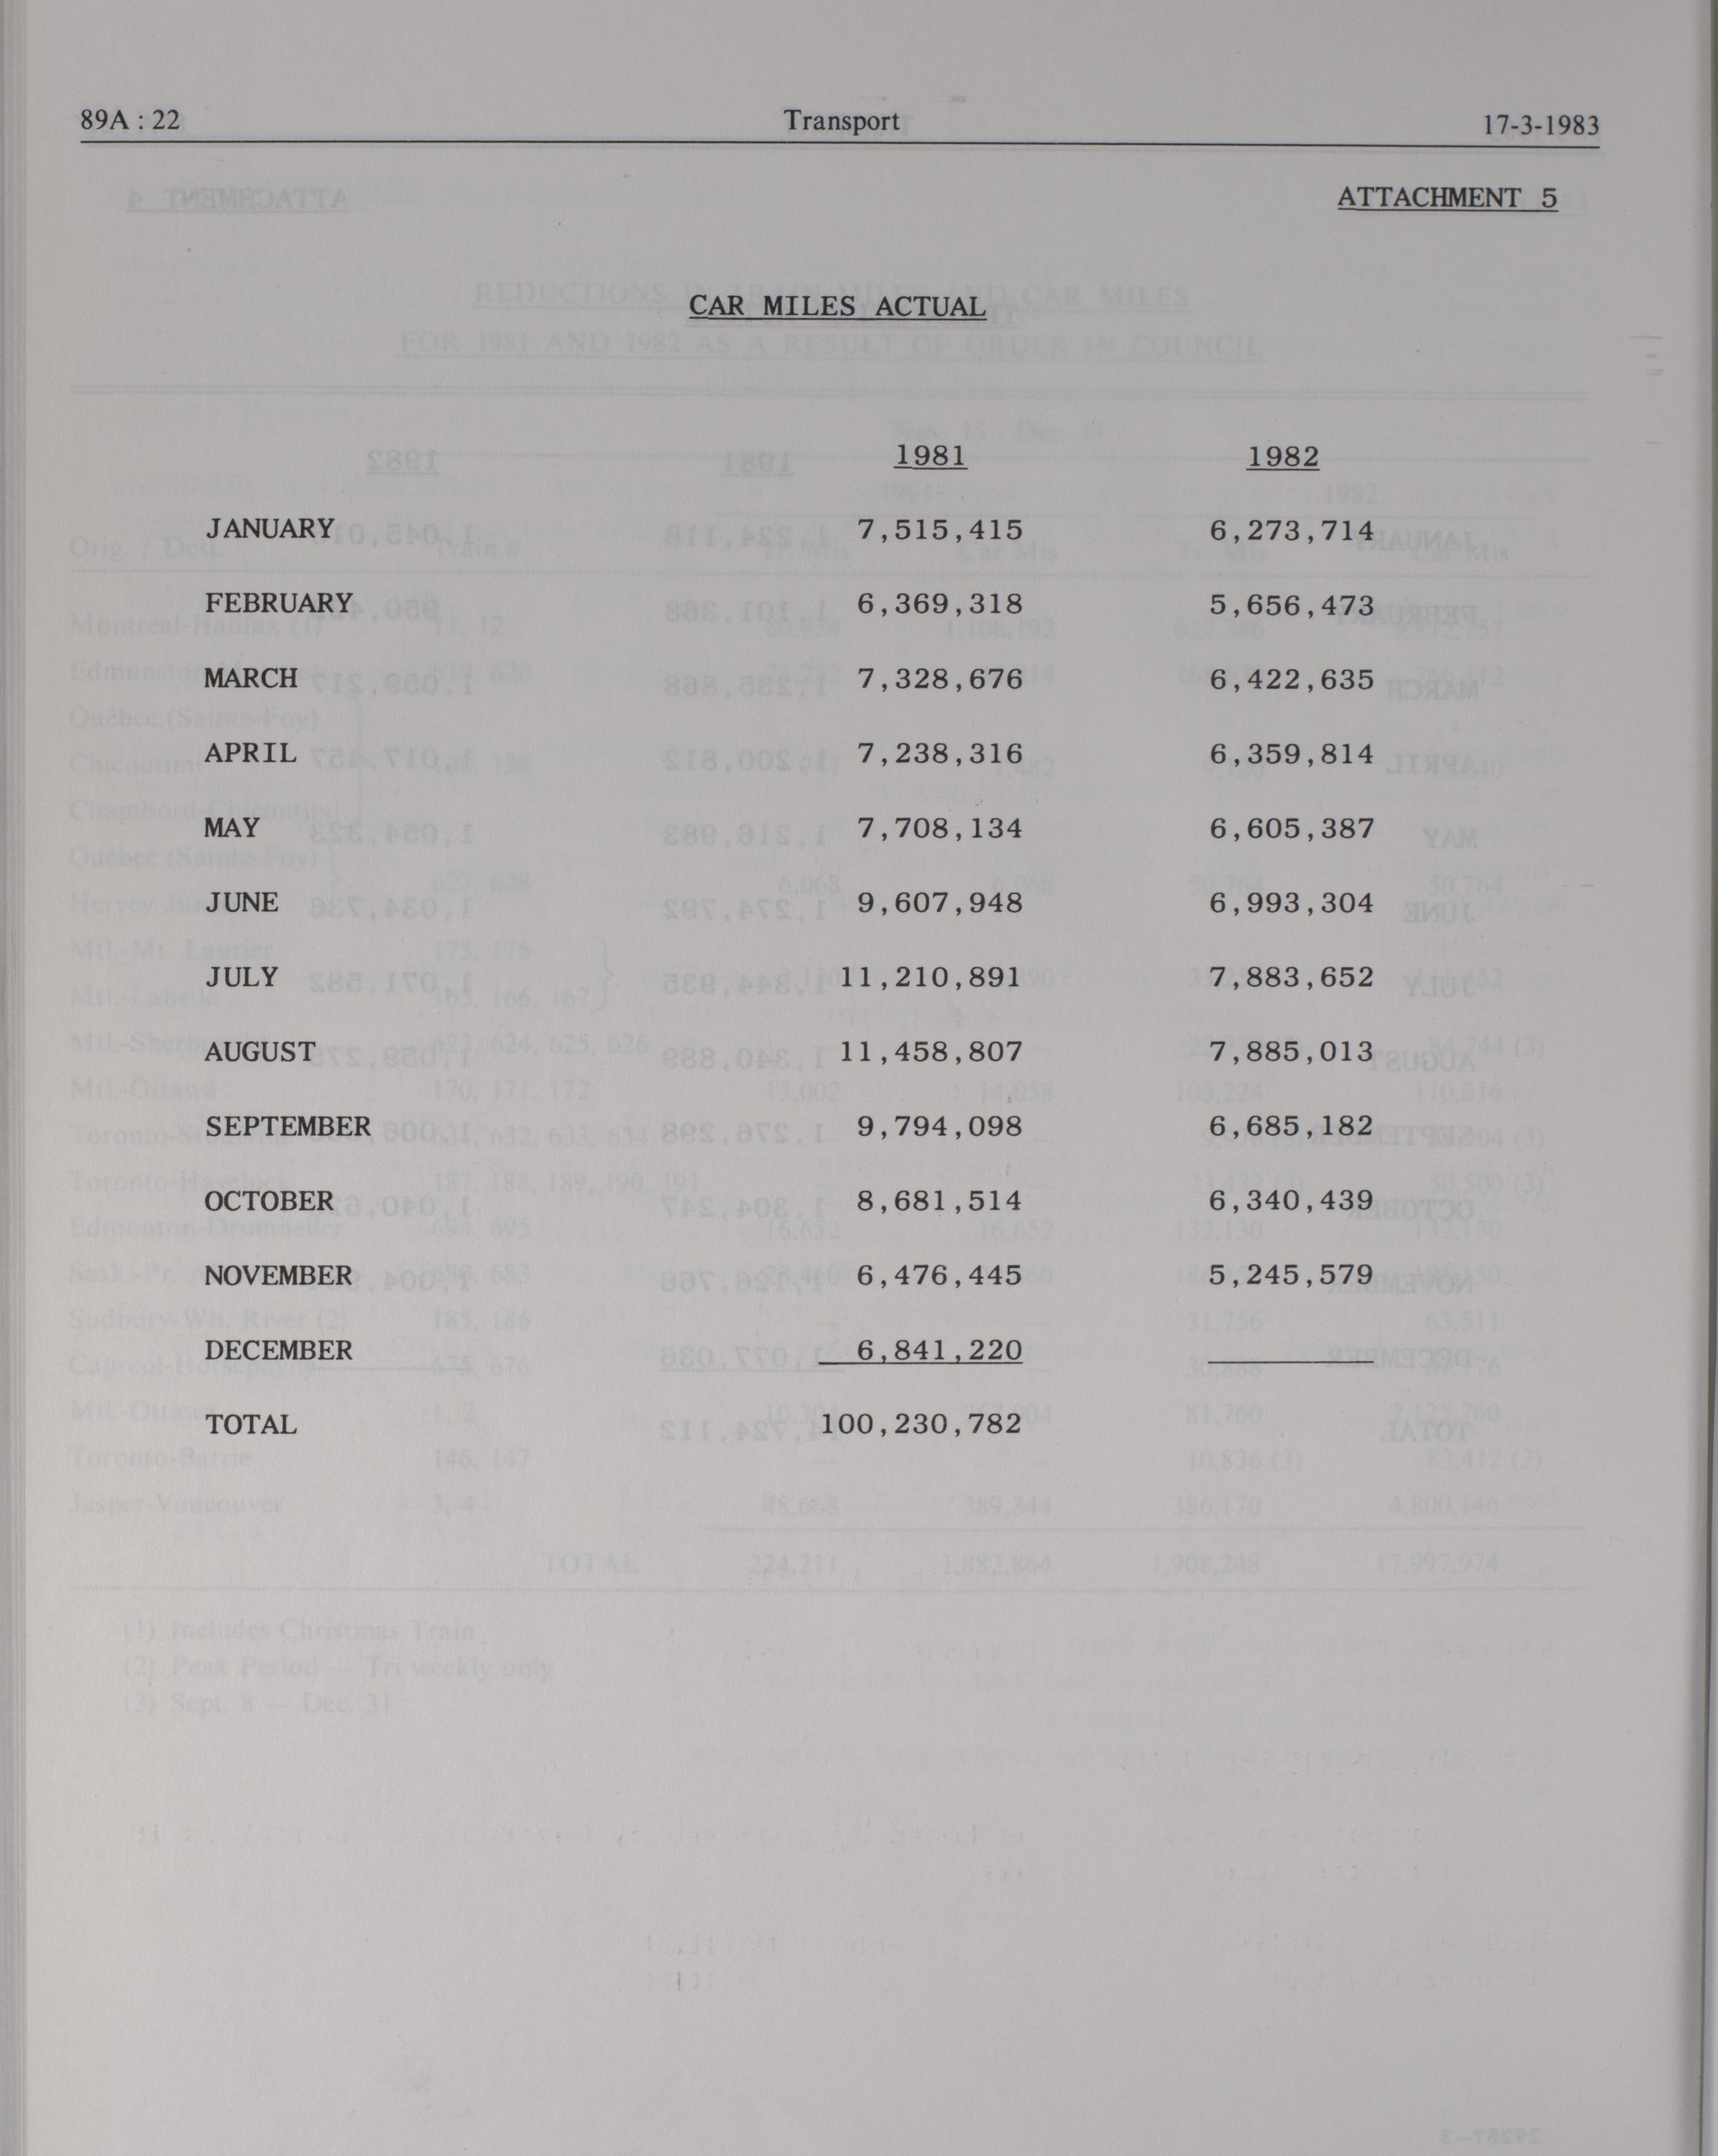 89A : 22 Transport 17-3-1983
ATTACHMENT 5
CAR MILES ACTUAL
1981 1982
JANUARY 7,515,415 6,273,714
FEBRUARY 6,369,318 5,656,473
MARCH 7,328,676 6,422,635
APRIL 7,238,316 6,359,814
MAY 7,708,134 6,605,387
JUNE 9,607,948 6,993,304
JULY 11,210,891 7,883,652
AUGUST 11,458,807 7,885,013
SEPTEMBER 9,794,098 6,685,182
OCTOBER 8,681,514 6,340,439
NOVEMBER 6,476,445 5,245,579
DECEMBER 6,841,220
TOTAL 100,230,782